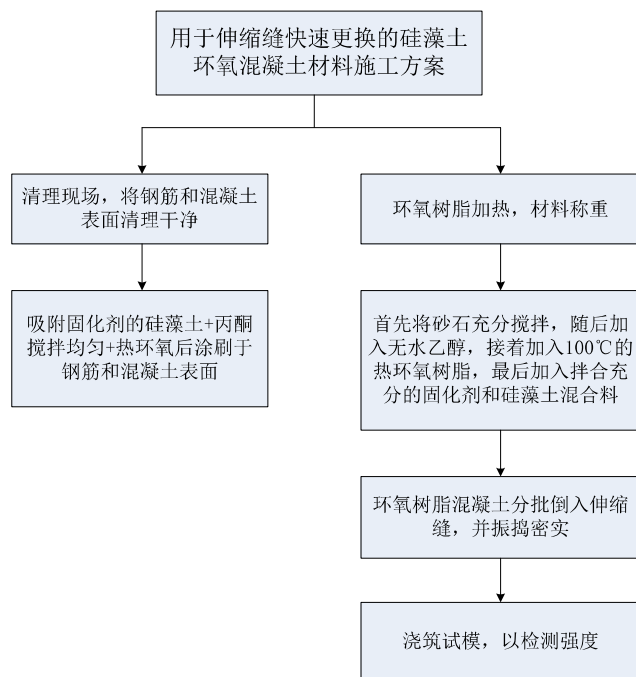 用于伸缩缝快速更换的硅藻土
环氧混凝土材料施工方案
清理现场，将钢筋和混凝土
表面清理干净
吸附固化剂的硅藻土+丙酮
搅拌均匀+热环氧后涂刷于
钢筋和混凝土表面
环氧树脂加热，材料称重
首先将砂石充分搅拌，随后加
入无水乙醇，接着加入100℃的
热环氧树脂，最后加入拌合充
分的固化剂和硅藻土混合料
环氧树脂混凝土分批倒入伸缩
缝，并振捣密实
浇筑试模，以检测强度